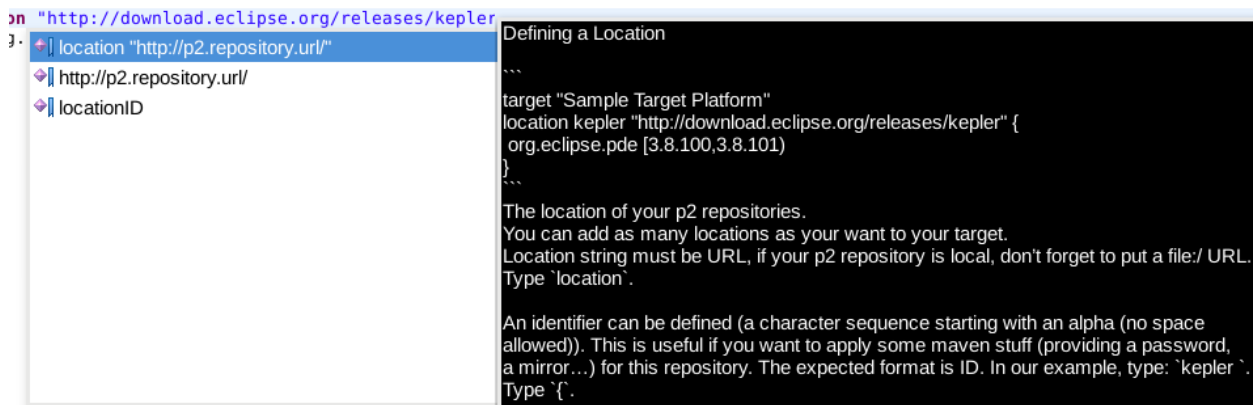 on "http://download.eclipse.org/releases/kepler
g.
location "http://p2.repository.url/"
http://p2.repository.url/
locationID
Defining a Location
```
target "Sample Target Platform"
location kepler "http://download.eclipse.org/releases/kepler" {
org.eclipse.pde [3.8.100,3.8.101)
}
```
The location of your p2 repositories.
You can add as many locations as your want to your target.
Location string must be URL, if your p2 repository is local, don't forget to put a file:/ URL.
Type `location`.
An identifier can be defined (a character sequence starting with an alpha (no space
allowed)). This is useful if you want to apply some maven stuff (providing a password,
a mirror…) for this repository. The expected format is ID. In our example, type: `kepler `.
Type `{`.